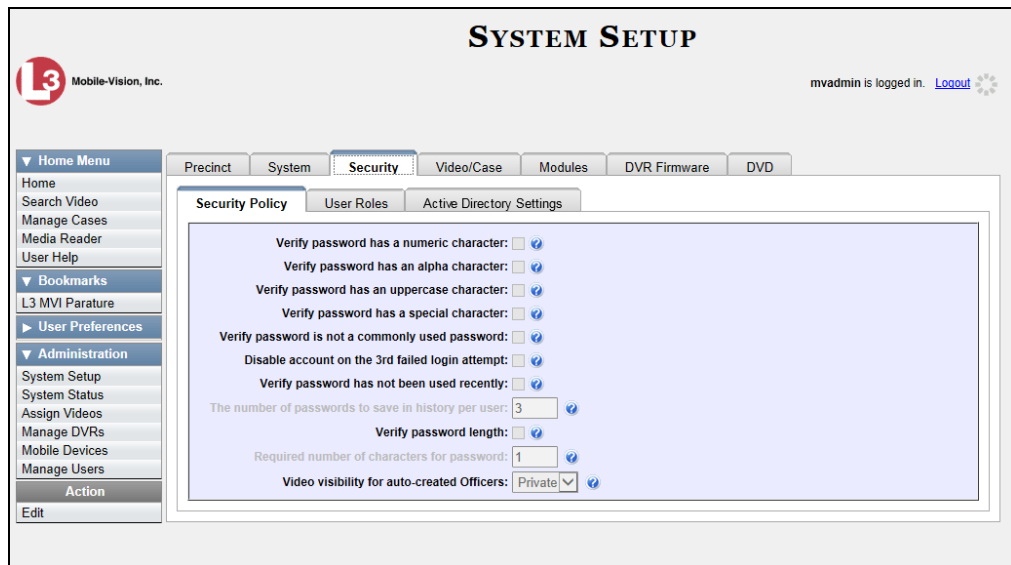 SYSTEM SETUP
L3 Mobile-Vision, Inc.
mvadmin is logged in. Logout
▼ Home Menu
Home
Search Video
Manage Cases
Media Reader
User Help
▼ Bookmarks
L3 MVI Parature
▶ User Preferences
▼ Administration
System Setup
System Status
Assign Videos
Manage DVRs
Mobile Devices
Manage Users
Action
Edit
Precinct System Security Video/Case Modules DVR Firmware DVD
Security Policy User Roles Active Directory Settings
Verify password has a numeric character: ?
Verify password has an alpha character: ?
Verify password has an uppercase character: ?
Verify password has a special character: ?
Verify password is not a commonly used password: ?
Disable account on the 3rd failed login attempt: ?
Verify password has not been used recently: ?
The number of passwords to save in history per user: 3 ?
Verify password length: ?
Required number of characters for password: 1 ?
Video visibility for auto-created Officers: Private ?